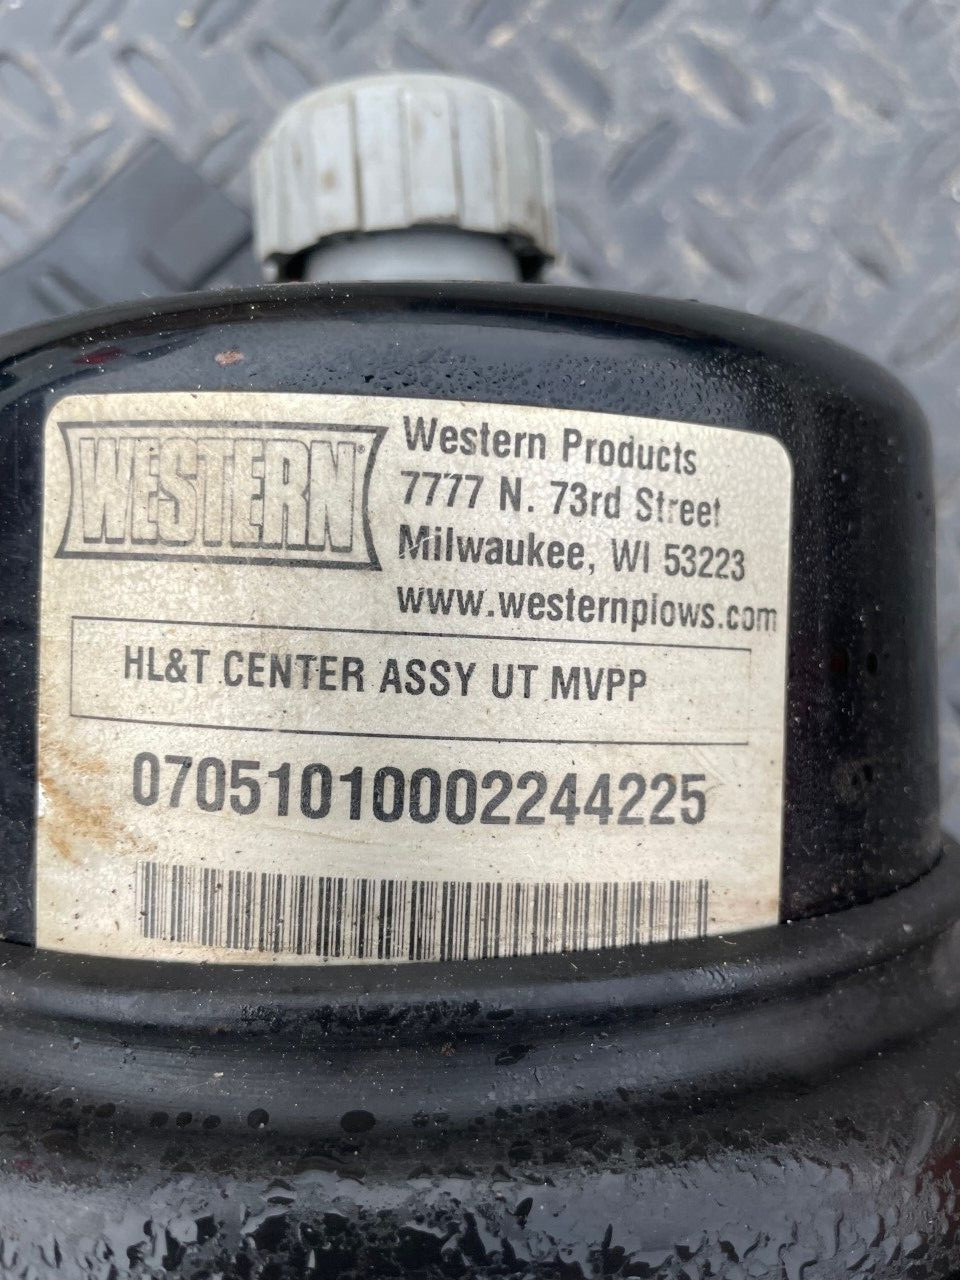 WESTERN®
Western Products
7777 N. 73rd Street
Milwaukee, WI 53223
www.westernplows.com
HL&T CENTER ASSY UT MVPP
07051010002244225